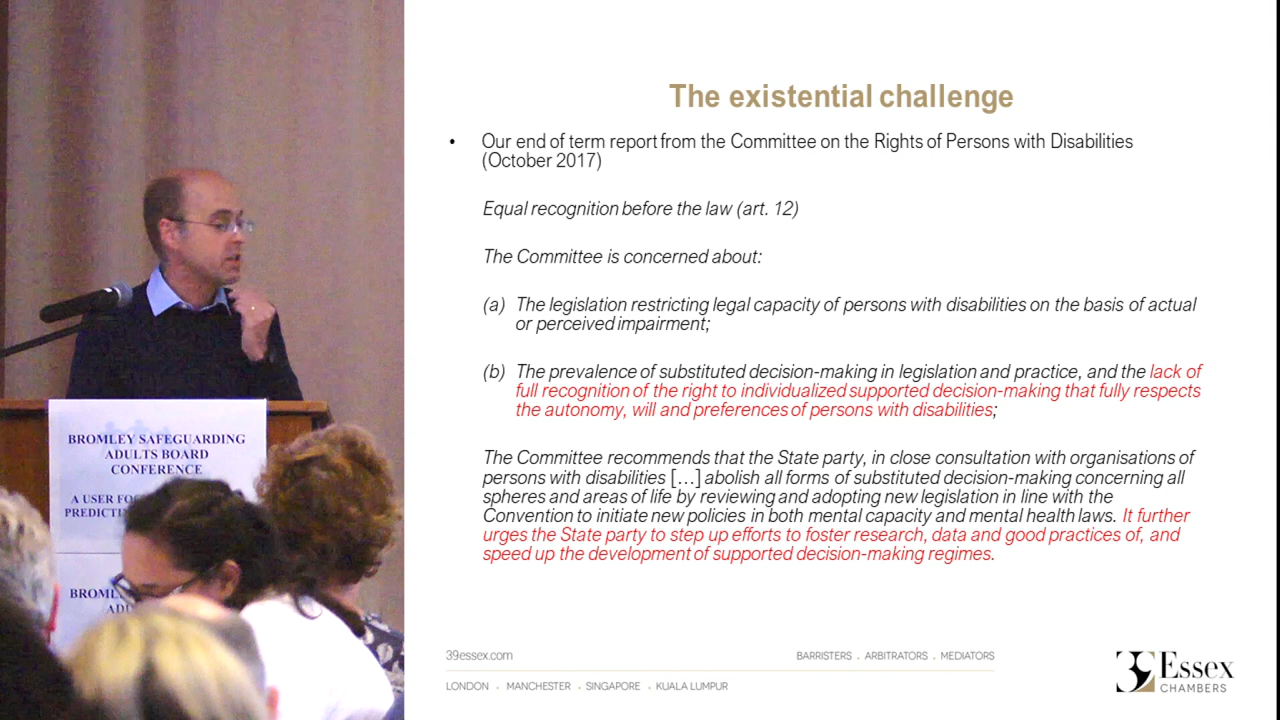 BROMLEY SAFEGUARDING
ADULTS BOARD
CONFERENCE
A USER
The existential challenge
• Our end of term report from the Committee on the Rights of Persons with Disabilities
(October 2017)
Equal recognition before the law (art. 12)
The Committee is concerned about:
(a) The legislation restricting legal capacity of persons with disabilities on the basis of actual
or perceived impairment;
(b) The prevalence of substituted decision-making in legislation and practice, and the lack of
full recognition of the right to individualized supported decision-making that fully respects
the autonomy, will and preferences of persons with disabilities;
The Committee recommends that the State party, in close consultation with organisations of
persons with disabilities […] abolish all forms of substituted decision-making concerning all
spheres and areas of life by reviewing and adopting new legislation in line with the
Convention to initiate new policies in both mental capacity and mental health laws. It further
urges the State party to step up efforts to foster research, data and good practices of, and
speed up the development of supported decision-making regimes.
39essex.com
BARRISTERS . ARBITRATORS . MEDIATORS
LONDON . MANCHESTER . SINGAPORE . KUALA LUMPUR
39 Essex
CHAMBERS